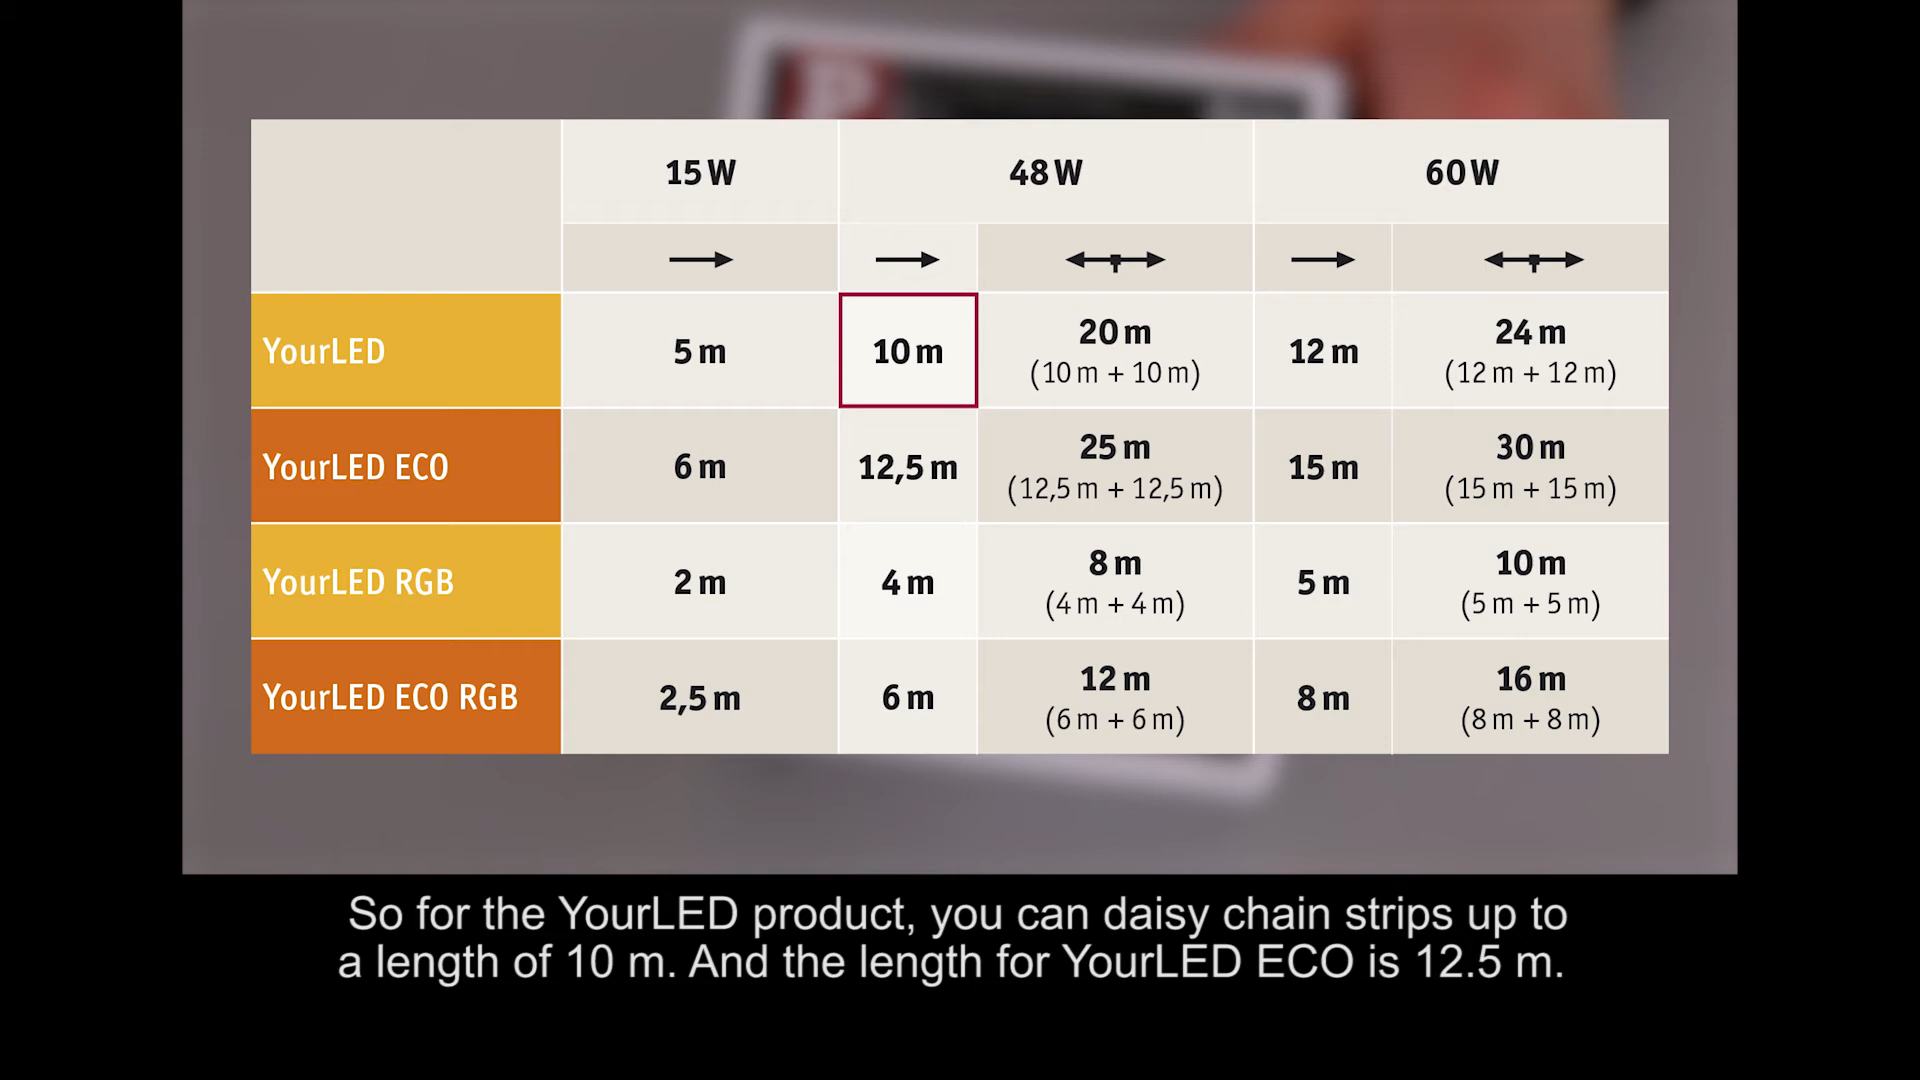 15 W 48 W 60 W
YourLED 5 m 10 m 20 m (10 m + 10 m) 12 m 24 m (12 m + 12 m)
YourLED ECO 6 m 12,5 m 25 m (12,5 m + 12,5 m) 15 m 30 m (15 m + 15 m)
YourLED RGB 2 m 4 m 8 m (4 m + 4 m) 5 m 10 m (5 m + 5 m)
YourLED ECO RGB 2,5 m 6 m 12 m (6 m + 6 m) 8 m 16 m (8 m + 8 m)
So for the YourLED product, you can daisy chain strips up to
a length of 10 m. And the length for YourLED ECO is 12.5 m.